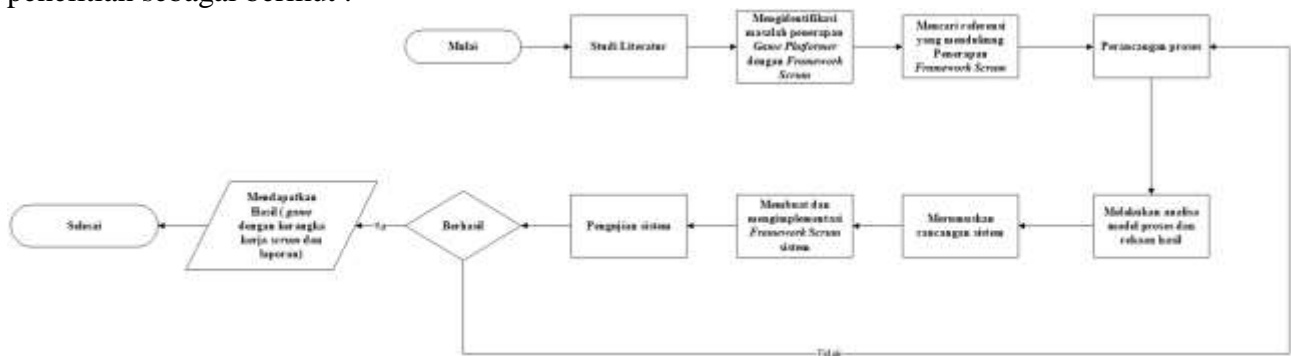 penelitian sebagai berikut :
Mulai
Studi Literatur
Mengidentifikasi
masalah penerapan
Game Platformer
dengan Framework
Scrum
Mencari referensi
yang mendukung
Penerapan
Framework Scrum
Perancangan proses
Melakukan analisa
model proses dan
rekaan hasil
Merumuskan
rancangan sistem
Membuat dan
mengimplementasi
Framework Scrum
sistem
Pengujian sistem
Berhasil
Ya
Mendapatkan
Hasil ( game
dengan kerangka
kerja scrum dan
laporan)
Selesai
Tidak